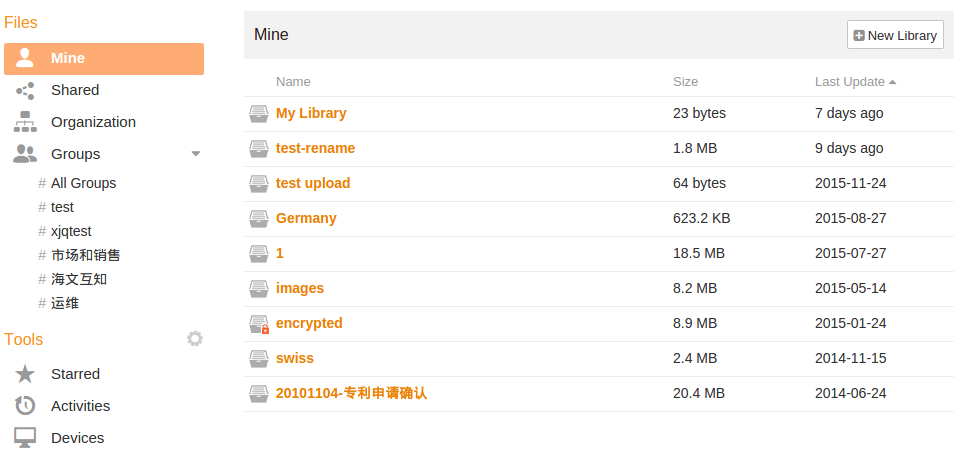 Files
Mine
Shared
Organization
Groups
# All Groups
# test
# xjqtest
# 市场和销售
# 海文互知
# 运维
Tools
Starred
Activities
Devices
Mine
New Library
Name Size Last Update
My Library 23 bytes 7 days ago
test-rename 1.8 MB 9 days ago
test upload 64 bytes 2015-11-24
Germany 623.2 KB 2015-08-27
1 18.5 MB 2015-07-27
images 8.2 MB 2015-05-14
encrypted 8.9 MB 2015-01-24
swiss 2.4 MB 2014-11-15
20101104-专利申请确认 20.4 MB 2014-06-24